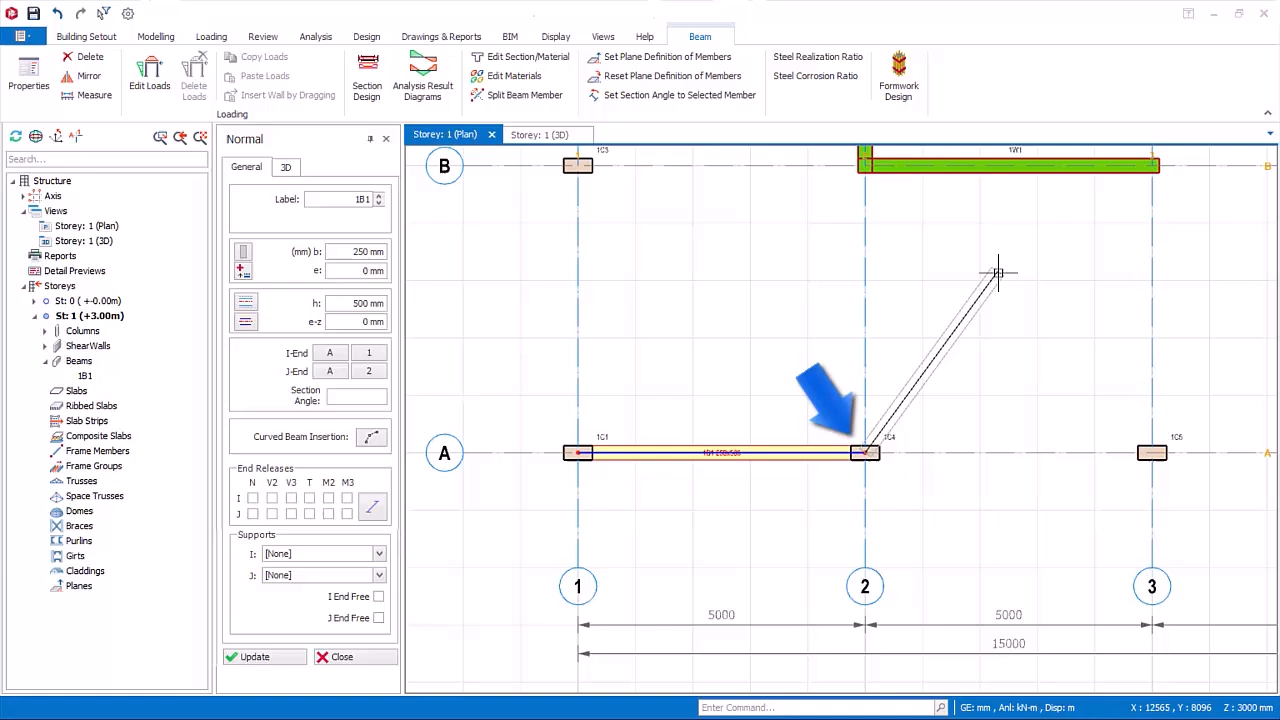 Building Setout Modelling Loading Review Analysis Design Drawings & Reports BIM Display Views Help Beam
Properties
Delete
Mirror
Measure
Edit Loads
Delete
Loads
Copy Loads
Paste Loads
Insert Wall by Dragging
Loading
Section
Design
Analysis Result
Diagrams
Edit Section/Material
Edit Materials
Split Beam Member
Set Plane Definition of Members
Reset Plane Definition of Members
Set Section Angle to Selected Member
Steel Realization Ratio
Steel Corrosion Ratio
Formwork
Design
Search...
Structure
Axis
Views
Storey: 1 (Plan)
Storey: 1 (3D)
Reports
Detail Previews
Storeys
St: 0 (+-0.00m)
St: 1 (+3.00m)
Columns
ShearWalls
Beams
1B1
Slabs
Ribbed Slabs
Slab Strips
Composite Slabs
Frame Members
Frame Groups
Trusses
Space Trusses
Domes
Braces
Purlins
Girts
Claddings
Planes
Normal
General 3D
Label: 1B1
(mm) b: 250 mm
e: 0 mm
h: 500 mm
e-z 0 mm
I-End A 1
J-End A 2
Section
Angle:
Curved Beam Insertion:
End Releases
N V2 V3 T M2 M3
I
J
Supports
I: [None]
J: [None]
I End Free
J End Free
Update Close
Storey: 1 (Plan) Storey: 1 (3D)
1C3 1W1
B B
1C1 1C4 1C5
A 1B1 250x500 A
1 2 3
5000 5000
15000
Enter Command... GE: mm , Anl: kN-m , Disp: m X : 12565 , Y : 8096 Z : 3000 mm